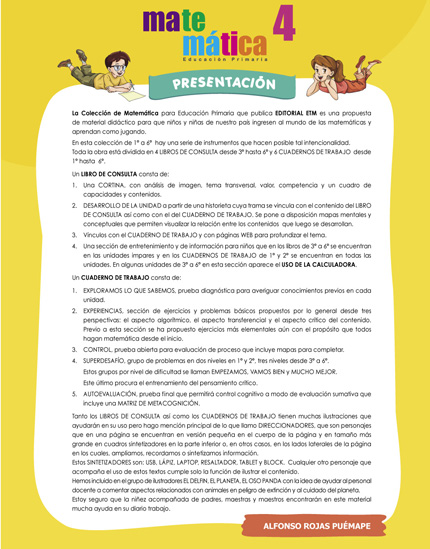 mate
mática 4
Educación Primaria
PRESENTACIÓN
La Colección de Matemática para Educación Primaria que publica EDITORIAL ETM es una propuesta
de material didáctico para que niños y niñas de nuestro país ingresen al mundo de las matemáticas y
aprendan como jugando.
En esta colección de 1º a 6º hay una serie de instrumentos que hacen posible tal intencionalidad.
Toda la obra está dividida en 4 LIBROS DE CONSULTA desde 3º hasta 6º y 6 CUADERNOS DE TRABAJO desde
1º hasta 6º.
Un LIBRO DE CONSULTA consta de:
1. Una CORTINA, con análisis de imagen, tema transversal, valor, competencia y un cuadro de
capacidades y contenidos.
2. DESARROLLO DE LA UNIDAD a partir de una historieta cuya trama se vincula con el contenido del LIBRO
DE CONSULTA así como con el del CUADERNO DE TRABAJO. Se pone a disposición mapas mentales y
conceptuales que permiten visualizar la relación entre los contenidos que luego se desarrollan.
3. Vínculos con el CUADERNO DE TRABAJO y con páginas WEB para profundizar el tema.
4. Una sección de entretenimiento y de información para niños que en los libros de 3º a 6º se encuentran
en las unidades impares y en los CUADERNOS DE TRABAJO de 1º y 2º se encuentran en todas las
unidades. En algunas unidades de 3º a 6º en esta sección aparece el USO DE LA CALCULADORA.
Un CUADERNO DE TRABAJO consta de:
1. EXPLORAMOS LO QUE SABEMOS, prueba diagnóstica para averiguar conocimientos previos en cada
unidad.
2. EXPERIENCIAS, sección de ejercicios y problemas básicos propuestos por lo general desde tres
perspectivas: el aspecto algorítmico, el aspecto transferencial y el aspecto crítico del contenido.
Previo a esta sección se ha propuesto ejercicios más elementales aún con el propósito que todos
hagan matemática desde el inicio.
3. CONTROL, prueba abierta para evaluación de proceso que incluye mapas para completar.
4. SUPERDESAFÍO, grupo de problemas en dos niveles en 1º y 2º, tres niveles desde 3º a 6º.
Estos grupos por nivel de dificultad se llaman EMPEZAMOS, VAMOS BIEN y MUCHO MEJOR.
Este último procura el entrenamiento del pensamiento crítico.
5. AUTOEVALUACIÓN, prueba final que permitirá control cognitivo a modo de evaluación sumativa que
incluye una MATRIZ DE METACOGNICIÓN.
Tanto los LIBROS DE CONSULTA así como los CUADERNOS DE TRABAJO tienen muchas ilustraciones que
ayudarán en su uso pero hago mención principal de lo que llamo DIRECCIONADORES, que son personajes
que en una página se encuentran en versión pequeña en el cuerpo de la página y en tamaño más
grande en cuadros sintetizadores en la parte inferior o, en otros casos, en los lados laterales de la página
en los cuales, ampliamos, recordamos o sintetizamos información.
Estos SINTETIZADORES son: USB, LÁPIZ, LAPTOP, RESALTADOR, TABLET y BLOCK. Cualquier otro personaje que
acompaña el uso de estos textos cumple solo la función de ilustrar el contenido.
Hemos incluido en el grupo de ilustradores EL DELFIN, EL PLANETA, EL OSO PANDA con la idea de ayudar al personal
docente a comentar aspectos relacionados con animales en peligro de extinción y al cuidado del planeta.
Estoy seguro que la niñez acompañada de padres, maestras y maestros encontrarán en este material
mucha ayuda en su diario trabajo.
ALFONSO ROJAS PUÉMAPE